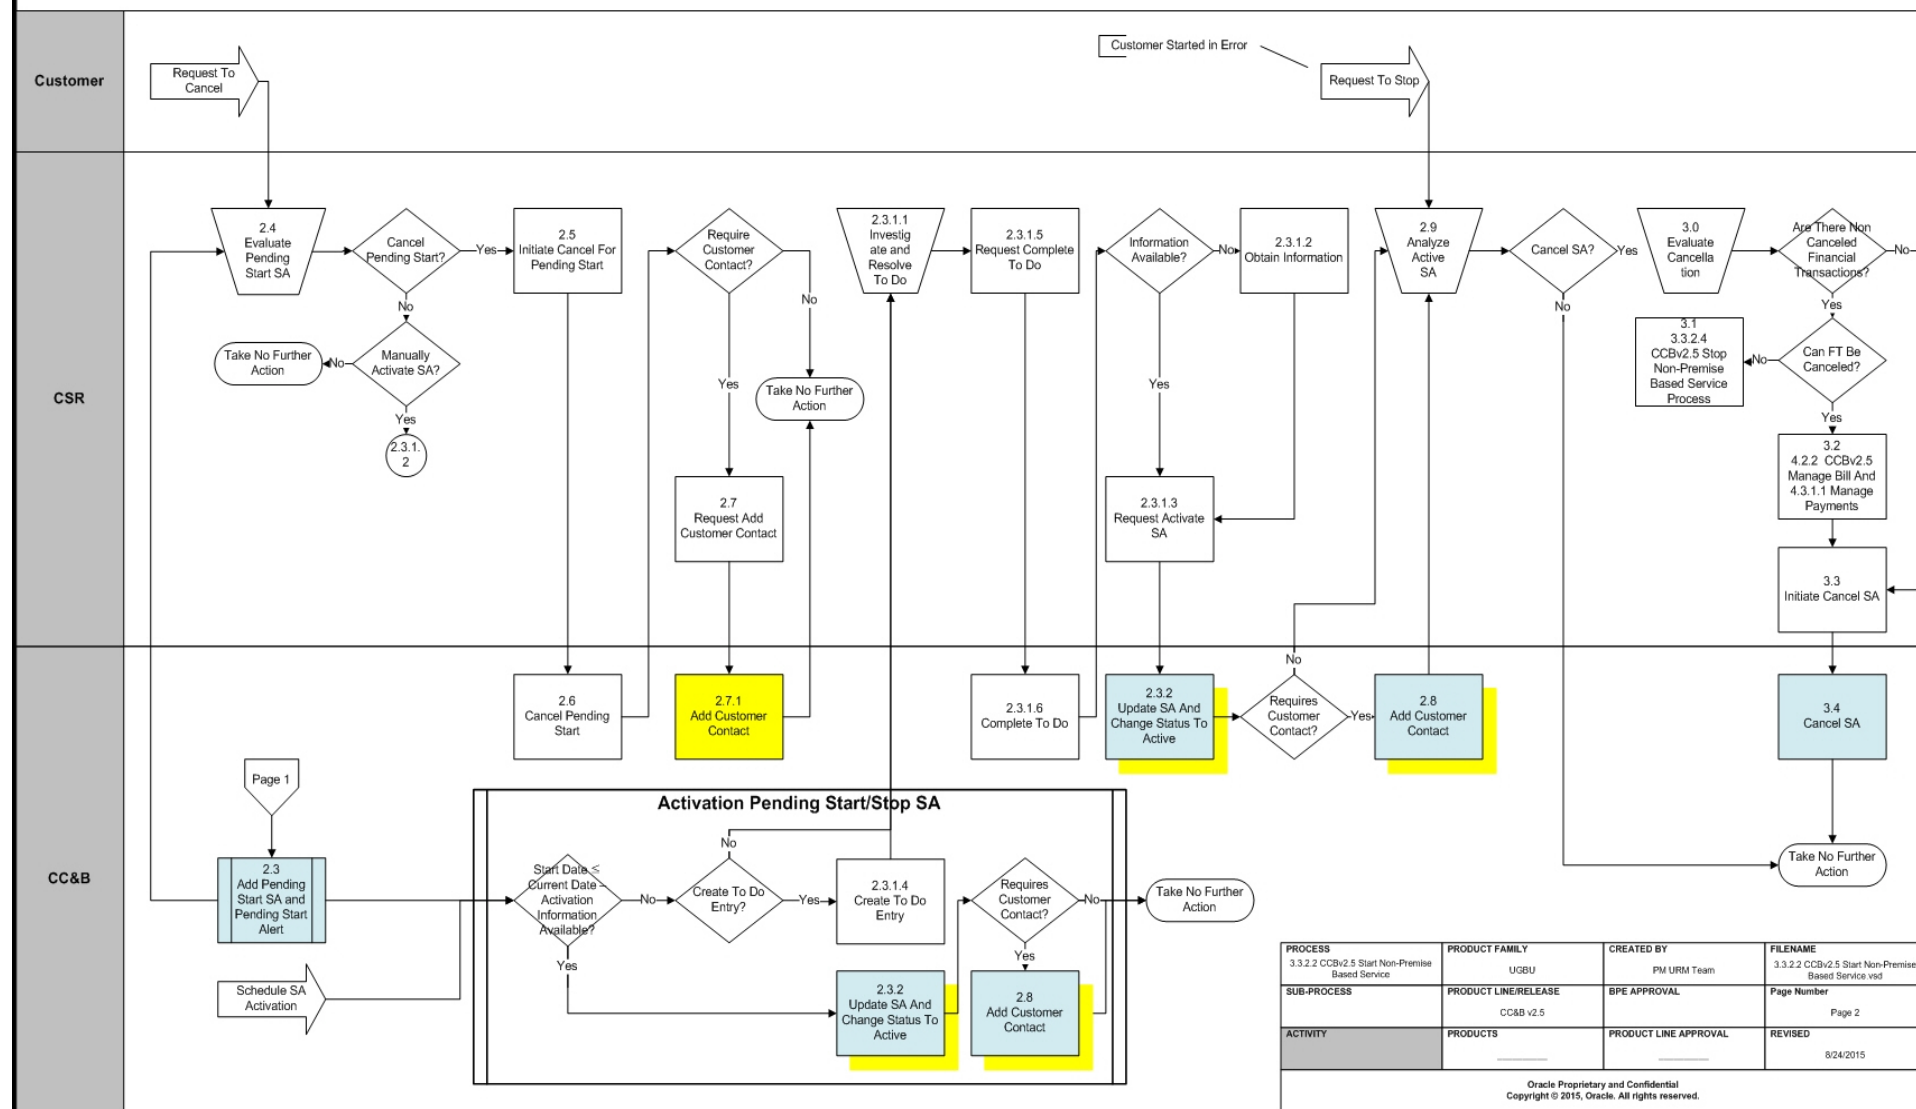 Customer
Request To
Cancel
Customer Started in Error
Request To Stop
CSR
2.4
Evaluate
Pending
Start SA
Cancel
Pending Start?
Yes
2.5
Initiate Cancel For
Pending Start
Require
Customer
Contact?
2.3.1.1
Investig
ate and
Resolve
To Do
2.3.1.5
Request Complete
To Do
Information
Available?
No
2.3.1.2
Obtain Information
2.9
Analyze
Active
SA
Cancel SA?
Yes
3.0
Evaluate
Cancella
tion
Are There Non
Canceled
Financial
Transactions?
No
No
No
No
Yes
Take No Further
Action
No
Manually
Activate SA?
Yes
2.3.1.
2
Yes
Take No Further
Action
Yes
3.1
3.3.2.4
CCBv2.5 Stop
Non-Premise
Based Service
Process
No
Can FT Be
Canceled?
Yes
3.2
4.2.2 CCBv2.5
Manage Bill And
4.3.1.1 Manage
Payments
2.7
Request Add
Customer Contact
2.3.1.3
Request Activate
SA
3.3
Initiate Cancel SA
CC&B
2.6
Cancel Pending
Start
2.7.1
Add Customer
Contact
2.3.1.6
Complete To Do
2.3.2
Update SA And
Change Status To
Active
No
Requires
Customer
Contact?
Yes
2.8
Add Customer
Contact
3.4
Cancel SA
Page 1
Activation Pending Start/Stop SA
2.3
Add Pending
Start SA and
Pending Start
Alert
Start Date ≤
Current Date –
Activation
Information
Available?
No
No
Create To Do
Entry?
Yes
2.3.1.4
Create To Do
Entry
Requires
Customer
Contact?
No
Take No Further
Action
Take No Further
Action
Yes
Yes
Schedule SA
Activation
2.3.2
Update SA And
Change Status To
Active
2.8
Add Customer
Contact
PROCESS
3.3.2.2 CCBv2.5 Start Non-Premise
Based Service
PRODUCT FAMILY
UGBU
CREATED BY
PM URM Team
FILENAME
3.3.2.2 CCBv2.5 Start Non-Premise
Based Service.vsd
SUB-PROCESS
PRODUCT LINE/RELEASE
CC&B v2.5
BPE APPROVAL
Page Number
Page 2
ACTIVITY
PRODUCTS
PRODUCT LINE APPROVAL
REVISED
8/24/2015
Oracle Proprietary and Confidential
Copyright © 2015, Oracle. All rights reserved.